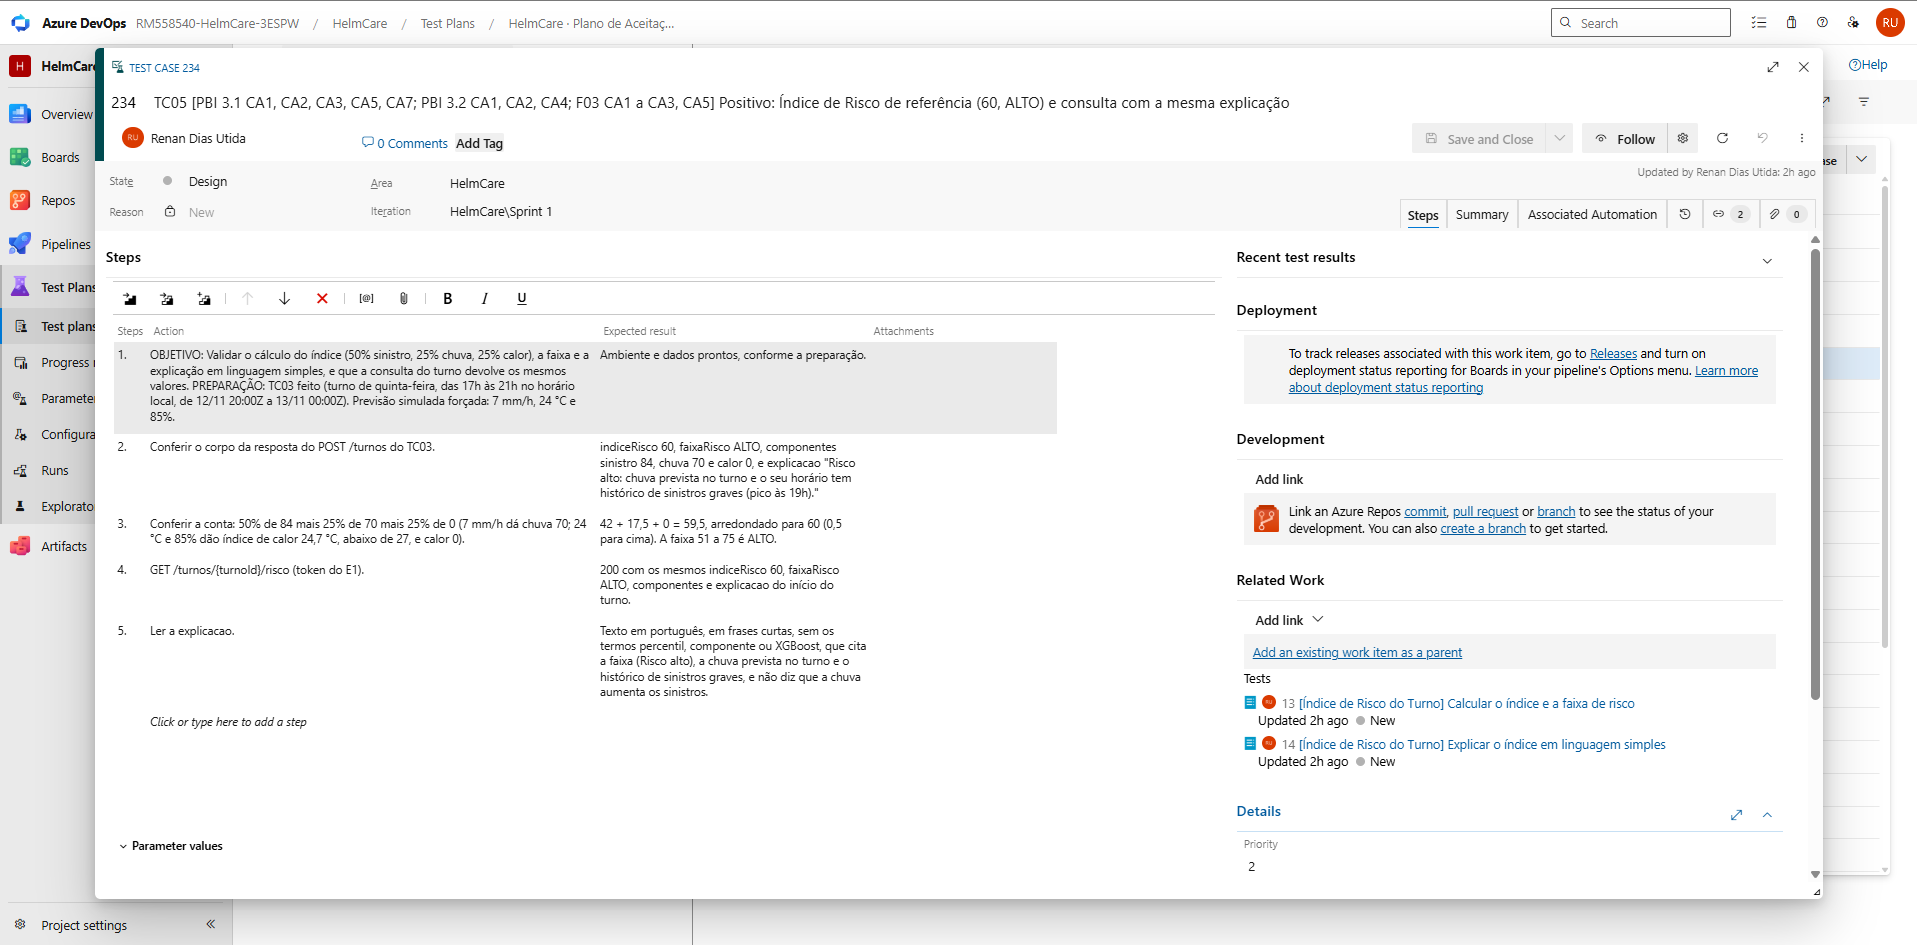 Azure DevOps RM558540-HelmCare-3ESPW / HelmCare / Test Plans / HelmCare · Plano de Aceitaç...
Search
RU
H HelmCare
Help
Overview
Boards
Repos
Pipelines
Test Plans
Test plans
Progress
Parameter
Configura
Runs
Explorato
Artifacts
Project settings
TEST CASE 234
234 TC05 [PBI 3.1 CA1, CA2, CA3, CA5, CA7; PBI 3.2 CA1, CA2, CA4; F03 CA1 a CA3, CA5] Positivo: Índice de Risco de referência (60, ALTO) e consulta com a mesma explicação
RU Renan Dias Utida
0 Comments Add Tag
Save and Close
Follow
State Design
Area HelmCare
Updated by Renan Dias Utida: 2h ago
Reason New
Iteration HelmCare\Sprint 1
Steps Summary Associated Automation 2 0
Steps
B I U
Steps Action Expected result Attachments
1. OBJETIVO: Validar o cálculo do índice (50% sinistro, 25% chuva, 25% calor), a faixa e a
explicação em linguagem simples, e que a consulta do turno devolve os mesmos
valores. PREPARAÇÃO: TC03 feito (turno de quinta-feira, das 17h às 21h no horário
local, de 12/11 20:00Z a 13/11 00:00Z). Previsão simulada forçada: 7 mm/h, 24 °C e
85%.
Ambiente e dados prontos, conforme a preparação.
2. Conferir o corpo da resposta do POST /turnos do TC03.
indiceRisco 60, faixaRisco ALTO, componentes
sinistro 84, chuva 70 e calor 0, e explicacao "Risco
alto: chuva prevista no turno e o seu horário tem
histórico de sinistros graves (pico às 19h)."
3. Conferir a conta: 50% de 84 mais 25% de 70 mais 25% de 0 (7 mm/h dá chuva 70; 24
°C e 85% dão índice de calor 24,7 °C, abaixo de 27, e calor 0).
42 + 17,5 + 0 = 59,5, arredondado para 60 (0,5
para cima). A faixa 51 a 75 é ALTO.
4. GET /turnos/{turnoId}/risco (token do E1).
200 com os mesmos indiceRisco 60, faixaRisco
ALTO, componentes e explicacao do início do
turno.
5. Ler a explicacao.
Texto em português, em frases curtas, sem os
termos percentil, componente ou XGBoost, que cita
a faixa (Risco alto), a chuva prevista no turno e o
histórico de sinistros graves, e não diz que a chuva
aumenta os sinistros.
Click or type here to add a step
Parameter values
Recent test results
Deployment
To track releases associated with this work item, go to Releases and turn on
deployment status reporting for Boards in your pipeline's Options menu. Learn more
about deployment status reporting
Development
Add link
Link an Azure Repos commit, pull request or branch to see the status of your
development. You can also create a branch to get started.
Related Work
Add link
Add an existing work item as a parent
Tests
RU 13 [Índice de Risco do Turno] Calcular o índice e a faixa de risco
Updated 2h ago New
RU 14 [Índice de Risco do Turno] Explicar o índice em linguagem simples
Updated 2h ago New
Details
Priority
2